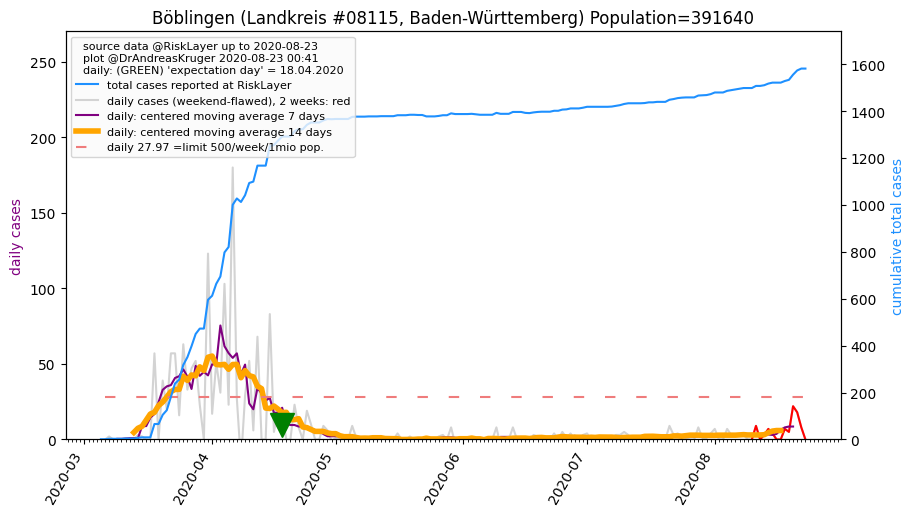 Böblingen (Landkreis #08115, Baden-Württemberg) Population=391640
source data @RiskLayer up to 2020-08-23
plot @DrAndreasKruger 2020-08-23 00:41
daily: (GREEN) 'expectation day' = 18.04.2020
total cases reported at RiskLayer
daily cases (weekend-flawed), 2 weeks: red
daily: centered moving average 7 days
daily: centered moving average 14 days
daily 27.97 =limit 500/week/1mio pop.
daily cases
250
200
150
100
50
0
cumulative total cases
1600
1400
1200
1000
800
600
400
200
0
2020-03
2020-04
2020-05
2020-06
2020-07
2020-08